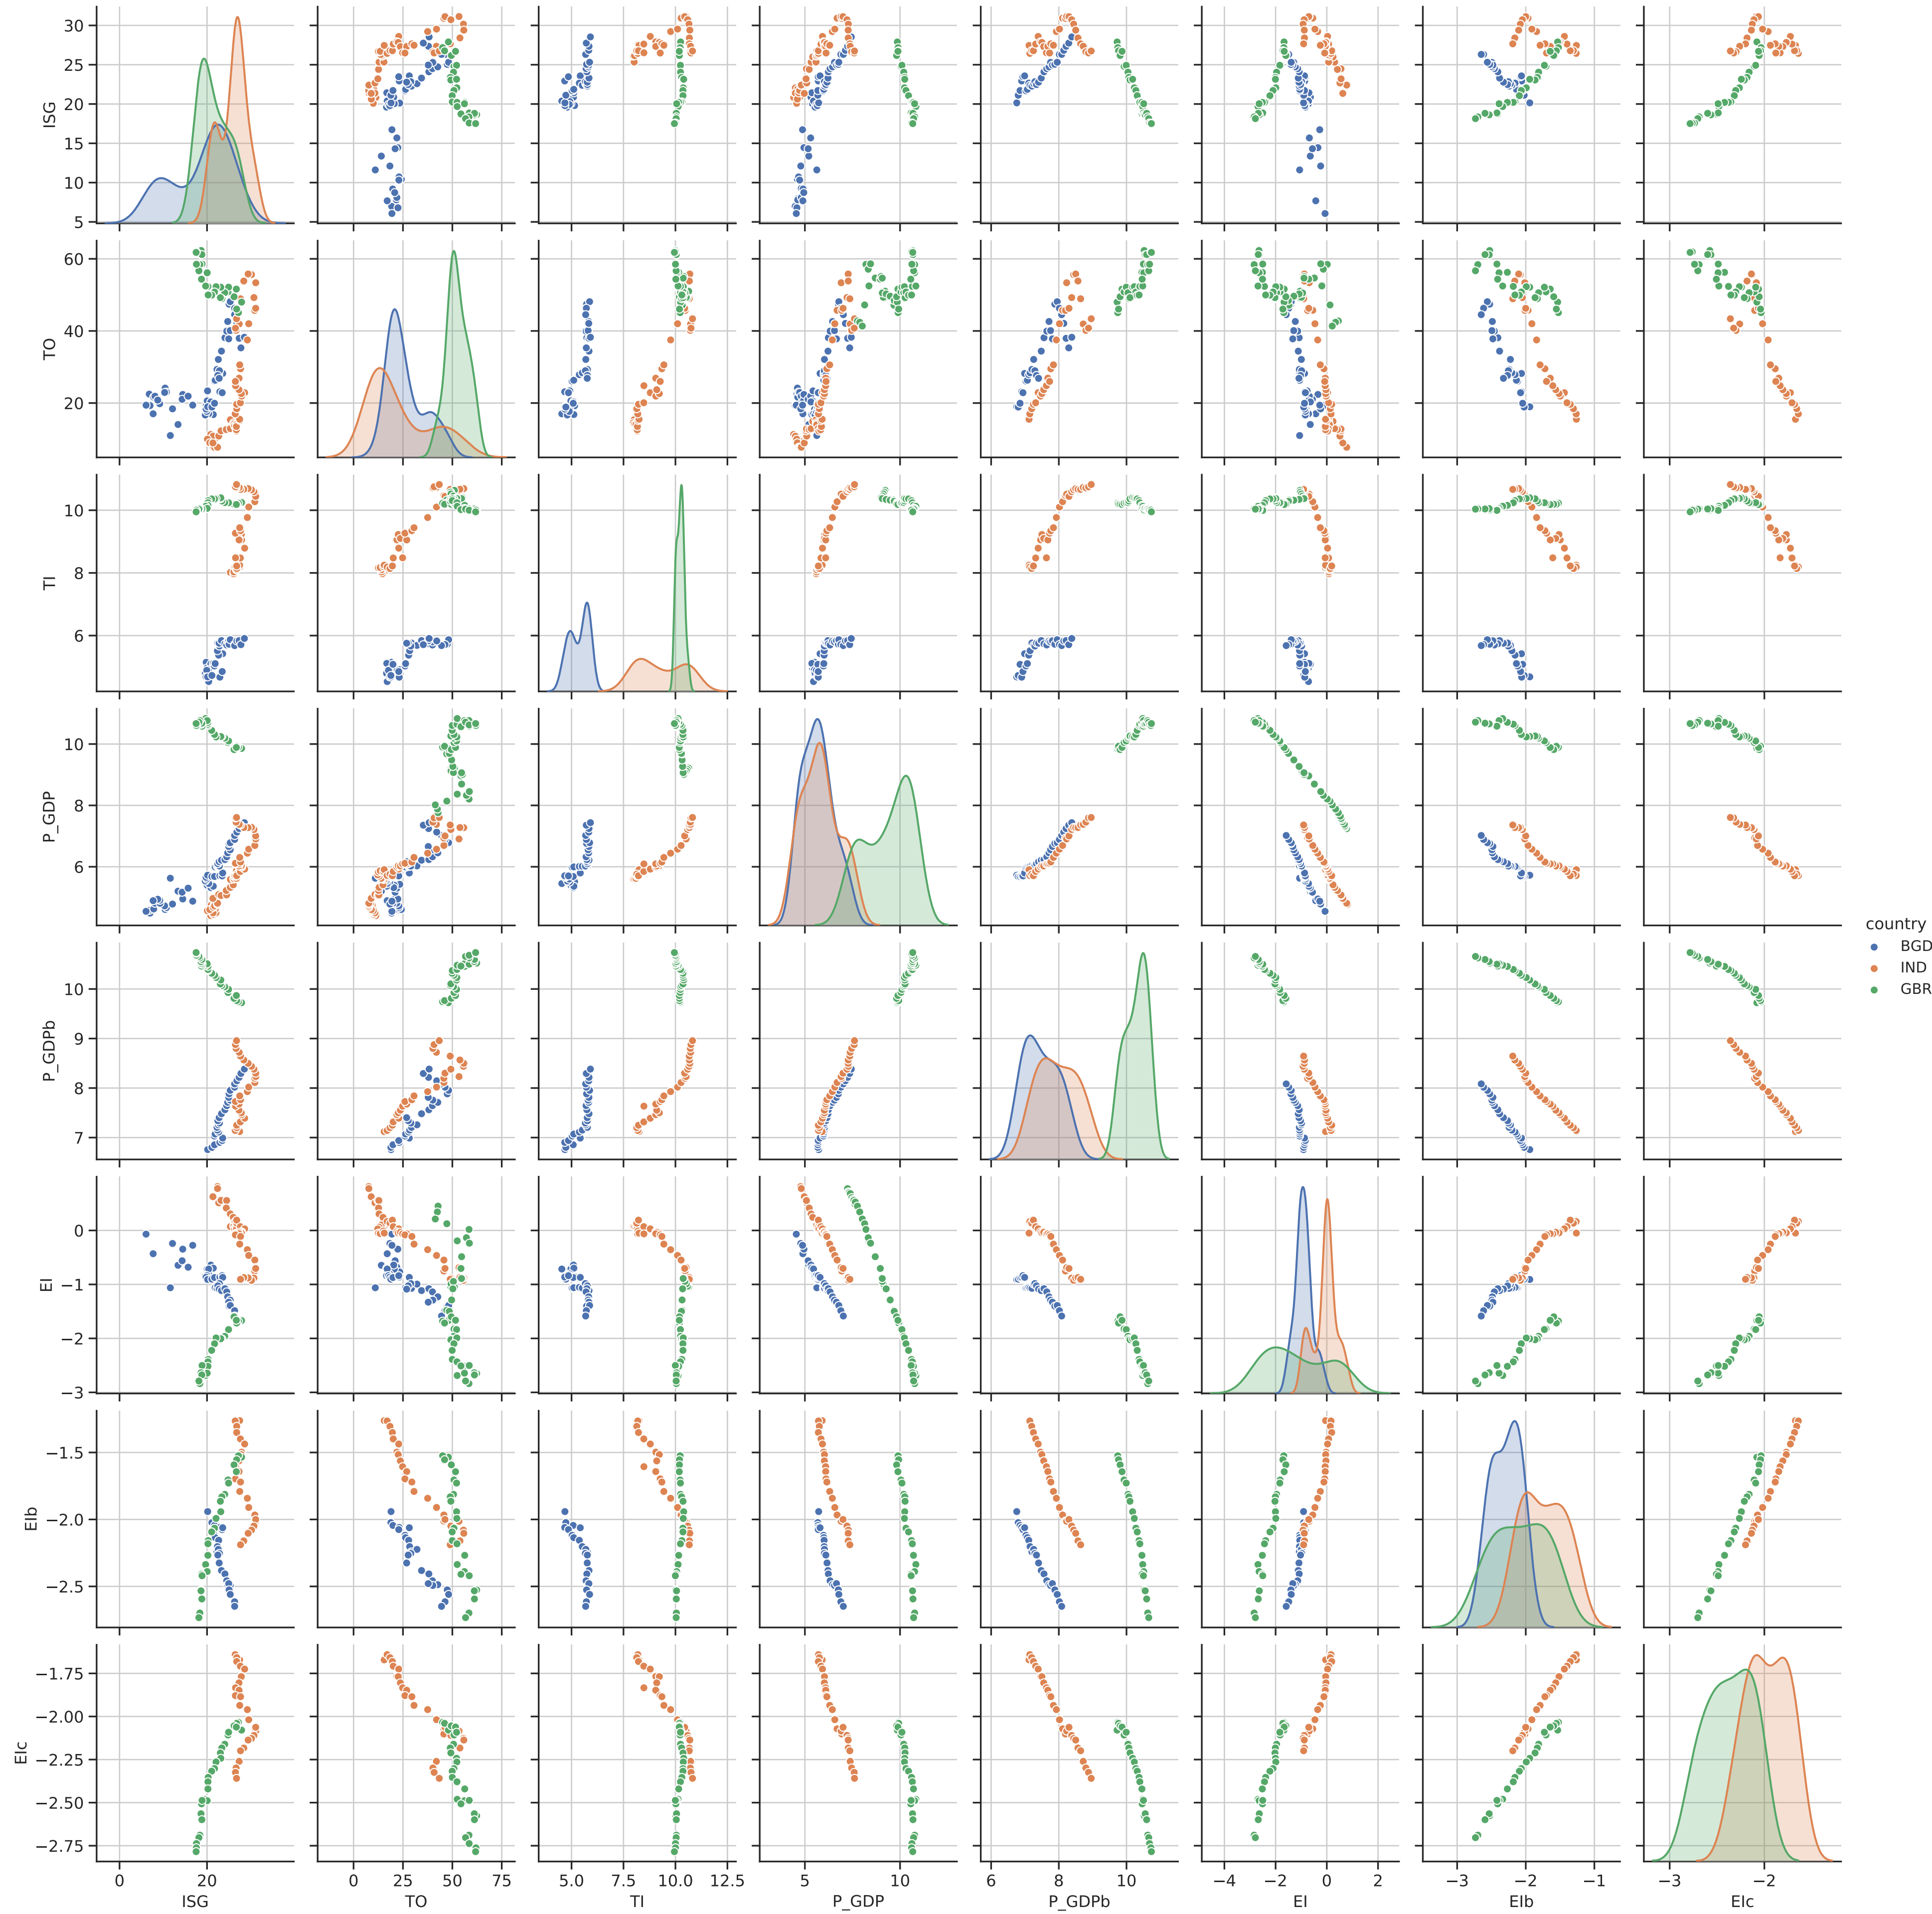 30
25
20
15
10
5
ISG
60
40
20
TO
10
8
6
TI
10
8
6
P_GDP
10
9
8
7
P_GDPb
0
−1
−2
−3
EI
−1.5
−2.0
−2.5
EIb
−1.75
−2.00
−2.25
−2.50
−2.75
EIc
0 20
ISG
0 25 50 75
TO
5.0 7.5 10.0 12.5
TI
5 10
P_GDP
6 8 10
P_GDPb
−4 −2 0 2
EI
−3 −2 −1
EIb
−3 −2
EIc
country
BGD
IND
GBR